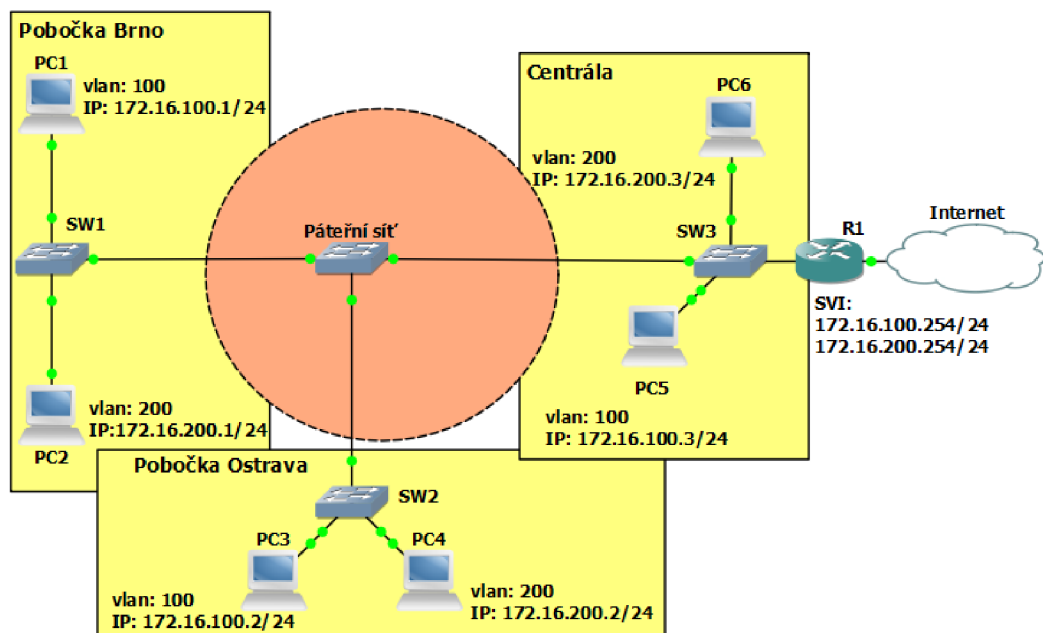 Pobočka Brno
PC1
vlan: 100
IP: 172.16.100.1/24
SW1
vlan: 200
IP:172.16.200.1/24
PC2
Páteřní síť
Centrála
PC6
vlan: 200
IP: 172.16.200.3/24
SW3
R1
Internet
SVI:
172.16.100.254/24
172.16.200.254/24
PC5
vlan: 100
IP: 172.16.100.3/24
Pobočka Ostrava
SW2
PC3
PC4
vlan: 100
IP: 172.16.100.2/24
vlan: 200
IP: 172.16.200.2/24